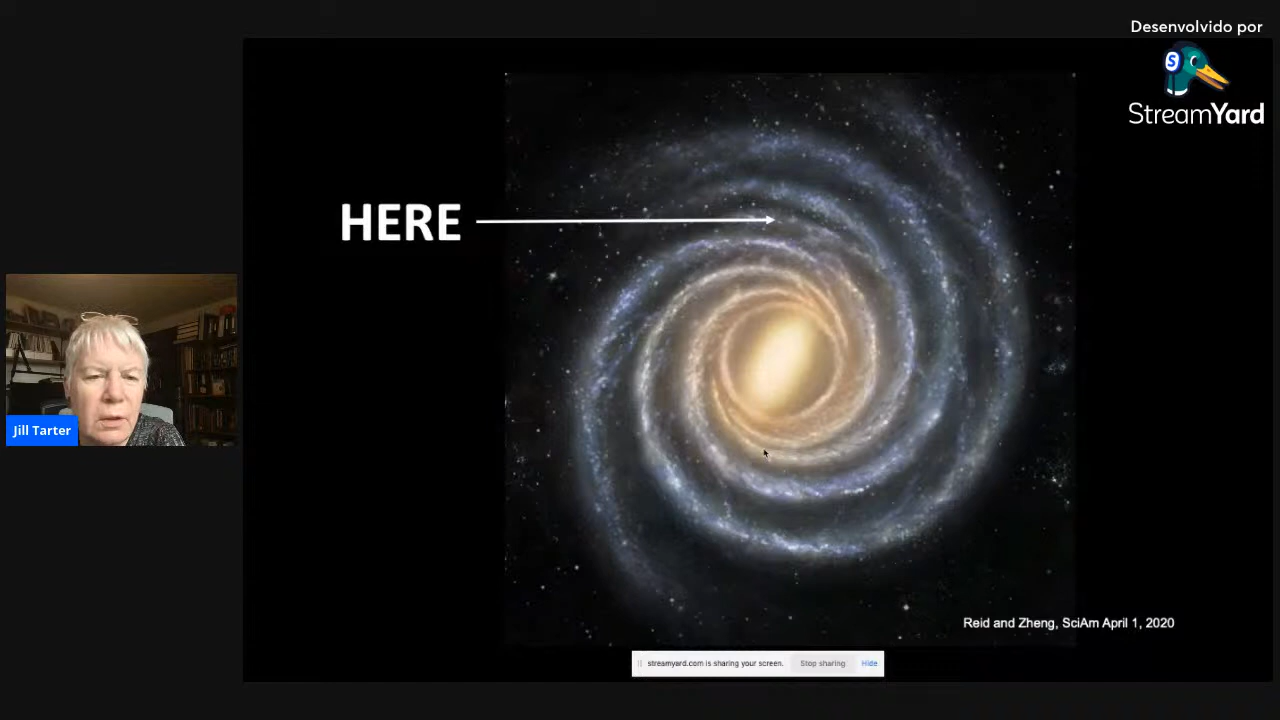 Desenvolvido por
S
StreamYard
HERE
Jill Tarter
Reid and Zheng, SciAm April 1, 2020
streamyard.com is sharing your screen. Stop sharing Hide